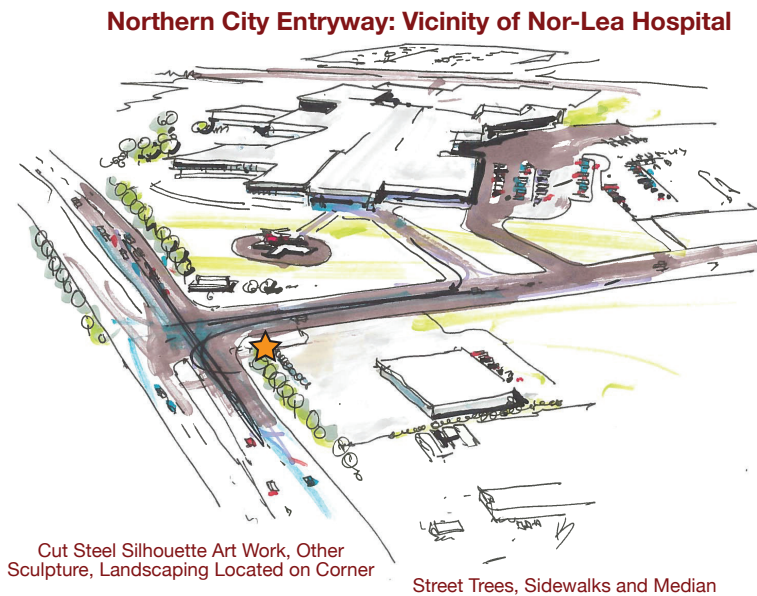 Northern City Entryway: Vicinity of Nor-Lea Hospital
Cut Steel Silhouette Art Work, Other
Sculpture, Landscaping Located on Corner
Street Trees, Sidewalks and Median